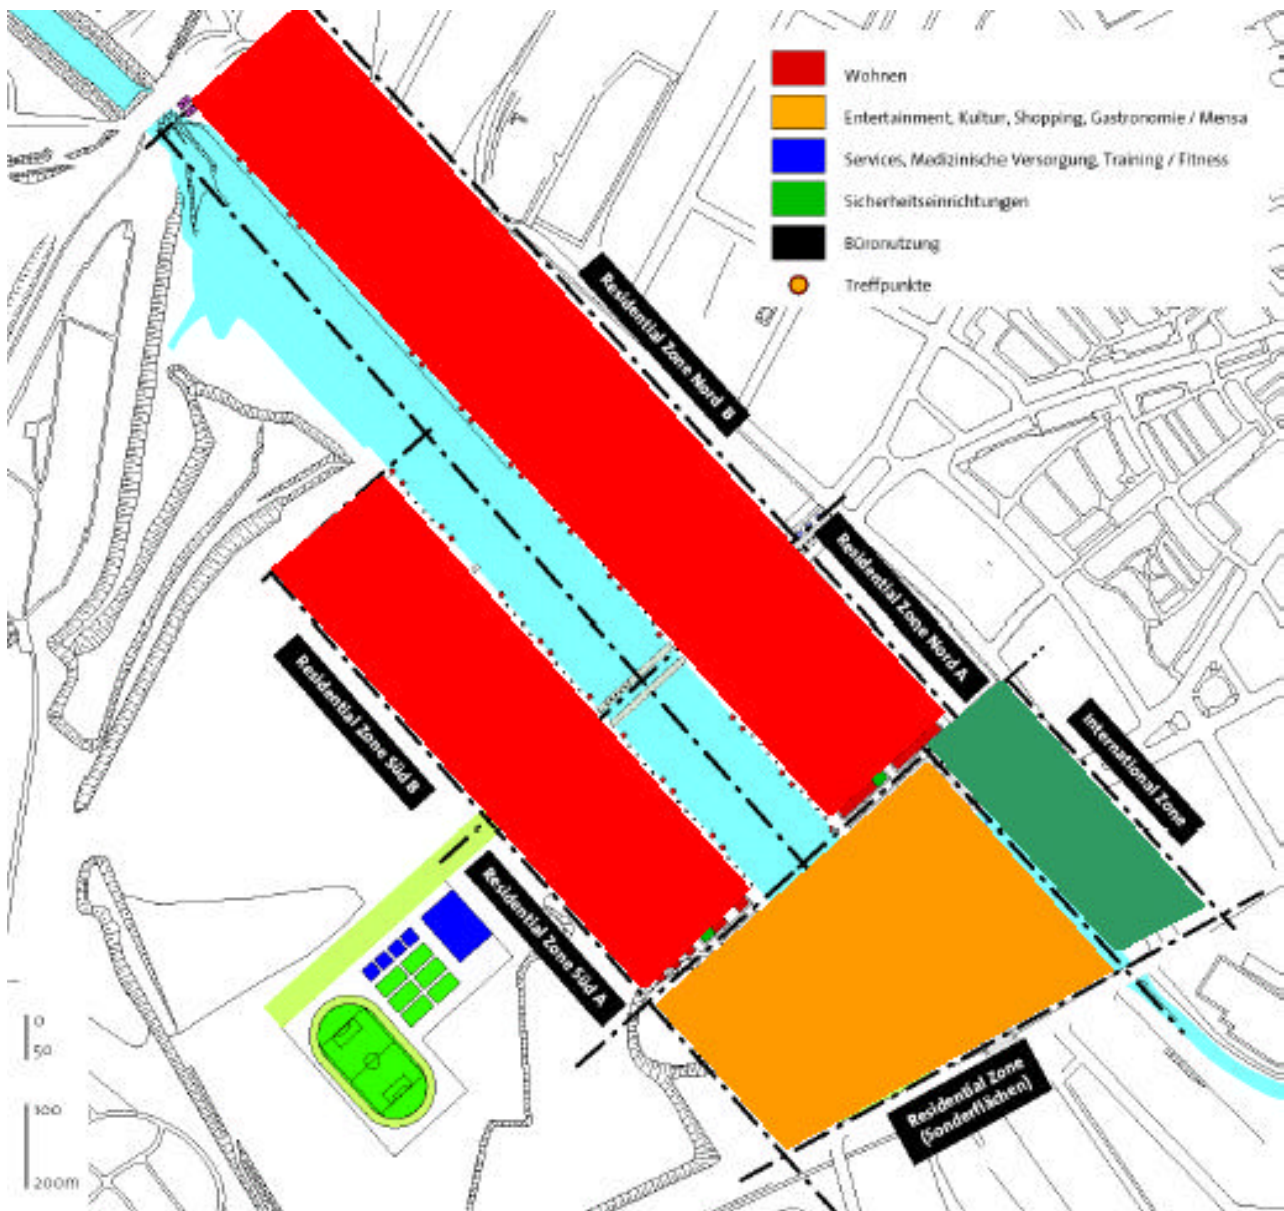 Wohnen
Entertainment, Kultur, Shopping, Gastronomie / Mensa
Services, Medizinische Versorgung, Training / Fitness
Sicherheitseinrichtungen
Büronutzung
Treffpunkte
Residential Zone Nord B
Residential Zone Nord A
International Zone
Residential Zone Süd B
Residential Zone Süd A
Residential Zone
(Sonderflächen)
0
50
100
200m